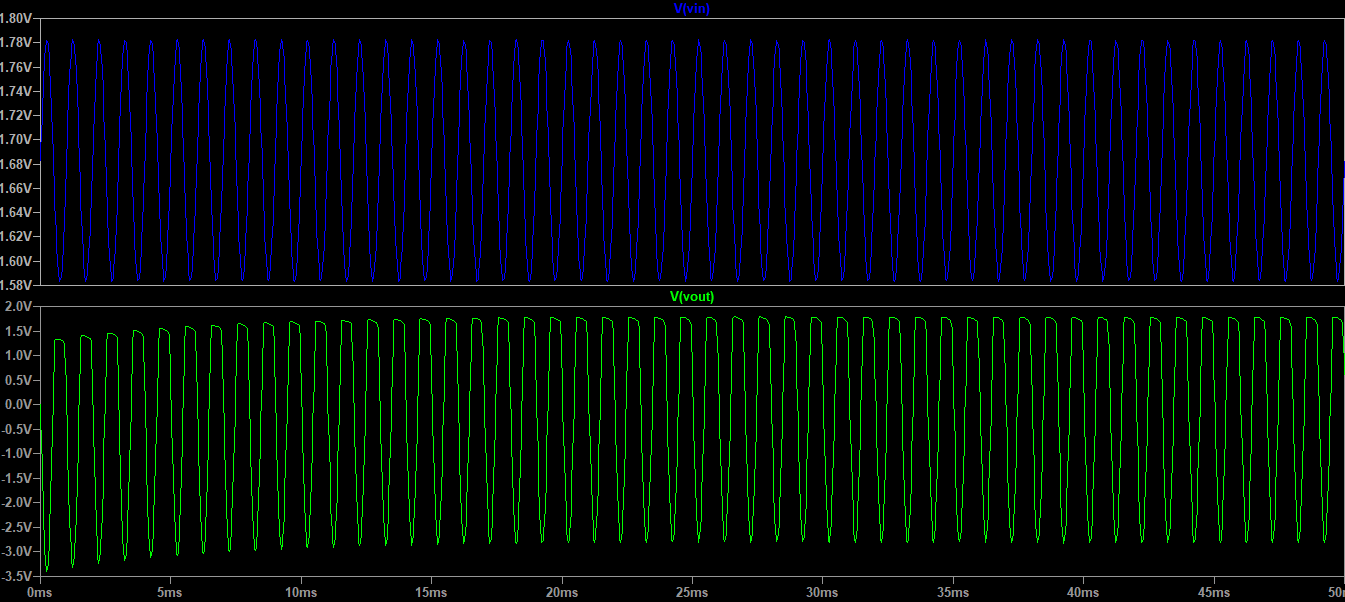 V(vin)
1.80V
1.78V
1.76V
1.74V
1.72V
1.70V
1.68V
1.66V
1.64V
1.62V
1.60V
1.58V
V(vout)
2.0V
1.5V
1.0V
0.5V
0.0V
-0.5V
-1.0V
-1.5V
-2.0V
-2.5V
-3.0V
-3.5V
0ms 5ms 10ms 15ms 20ms 25ms 30ms 35ms 40ms 45ms